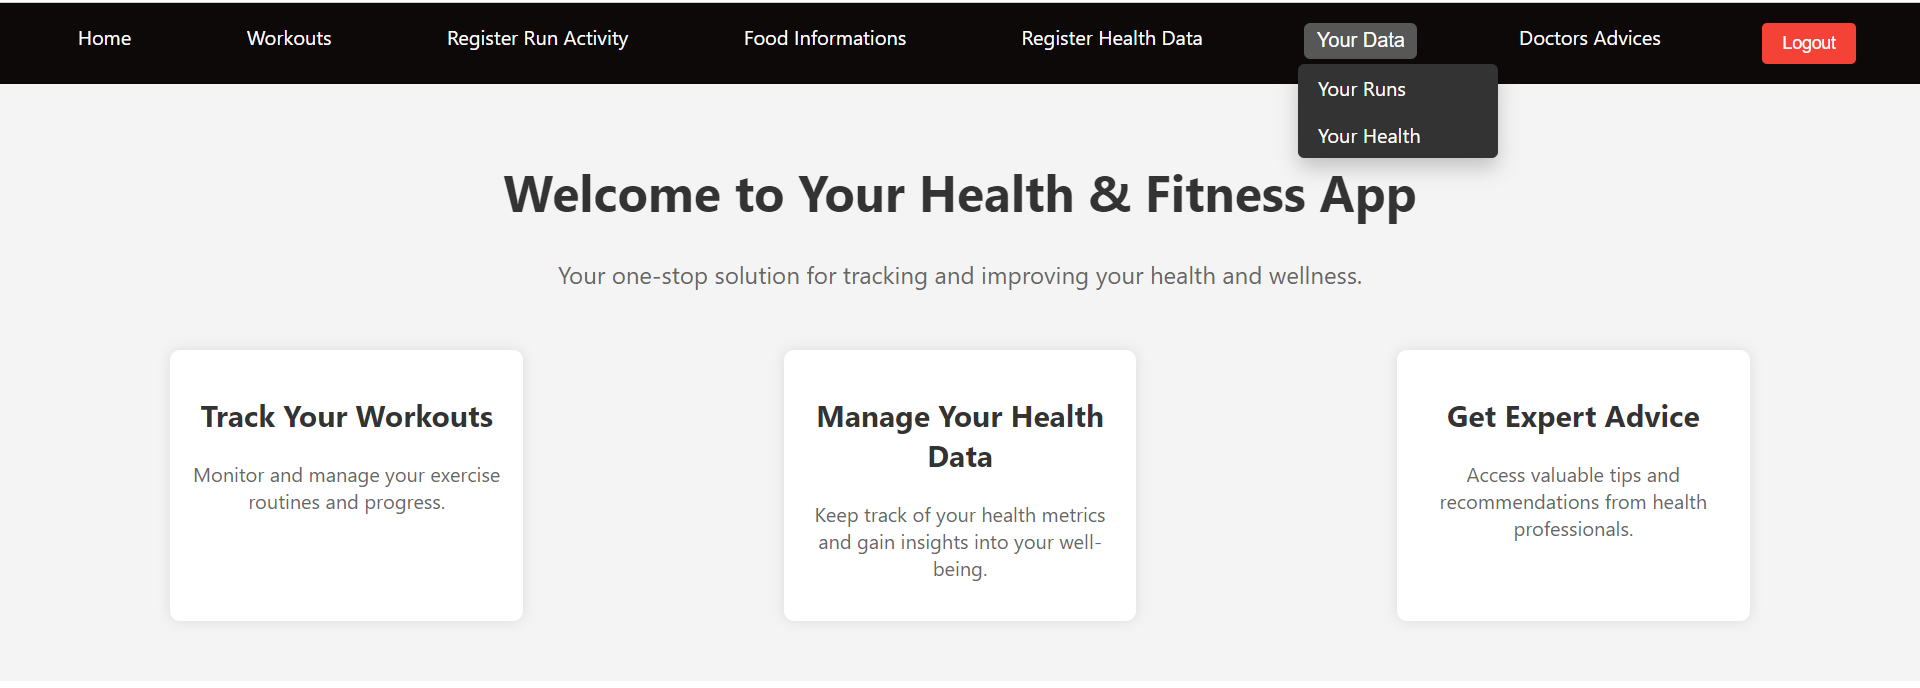 Home Workouts Register Run Activity Food Informations Register Health Data Your Data Doctors Advices Logout
Your Runs
Your Health
Welcome to Your Health & Fitness App
Your one-stop solution for tracking and improving your health and wellness.
Track Your Workouts
Monitor and manage your exercise
routines and progress.
Manage Your Health
Data
Keep track of your health metrics
and gain insights into your well-
being.
Get Expert Advice
Access valuable tips and
recommendations from health
professionals.